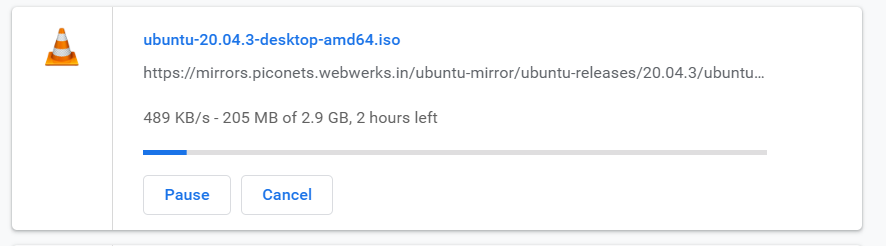 ubuntu-20.04.3-desktop-amd64.iso
https://mirrors.piconets.webwerks.in/ubuntu-mirror/ubuntu-releases/20.04.3/ubuntu…
489 KB/s - 205 MB of 2.9 GB, 2 hours left
Pause Cancel